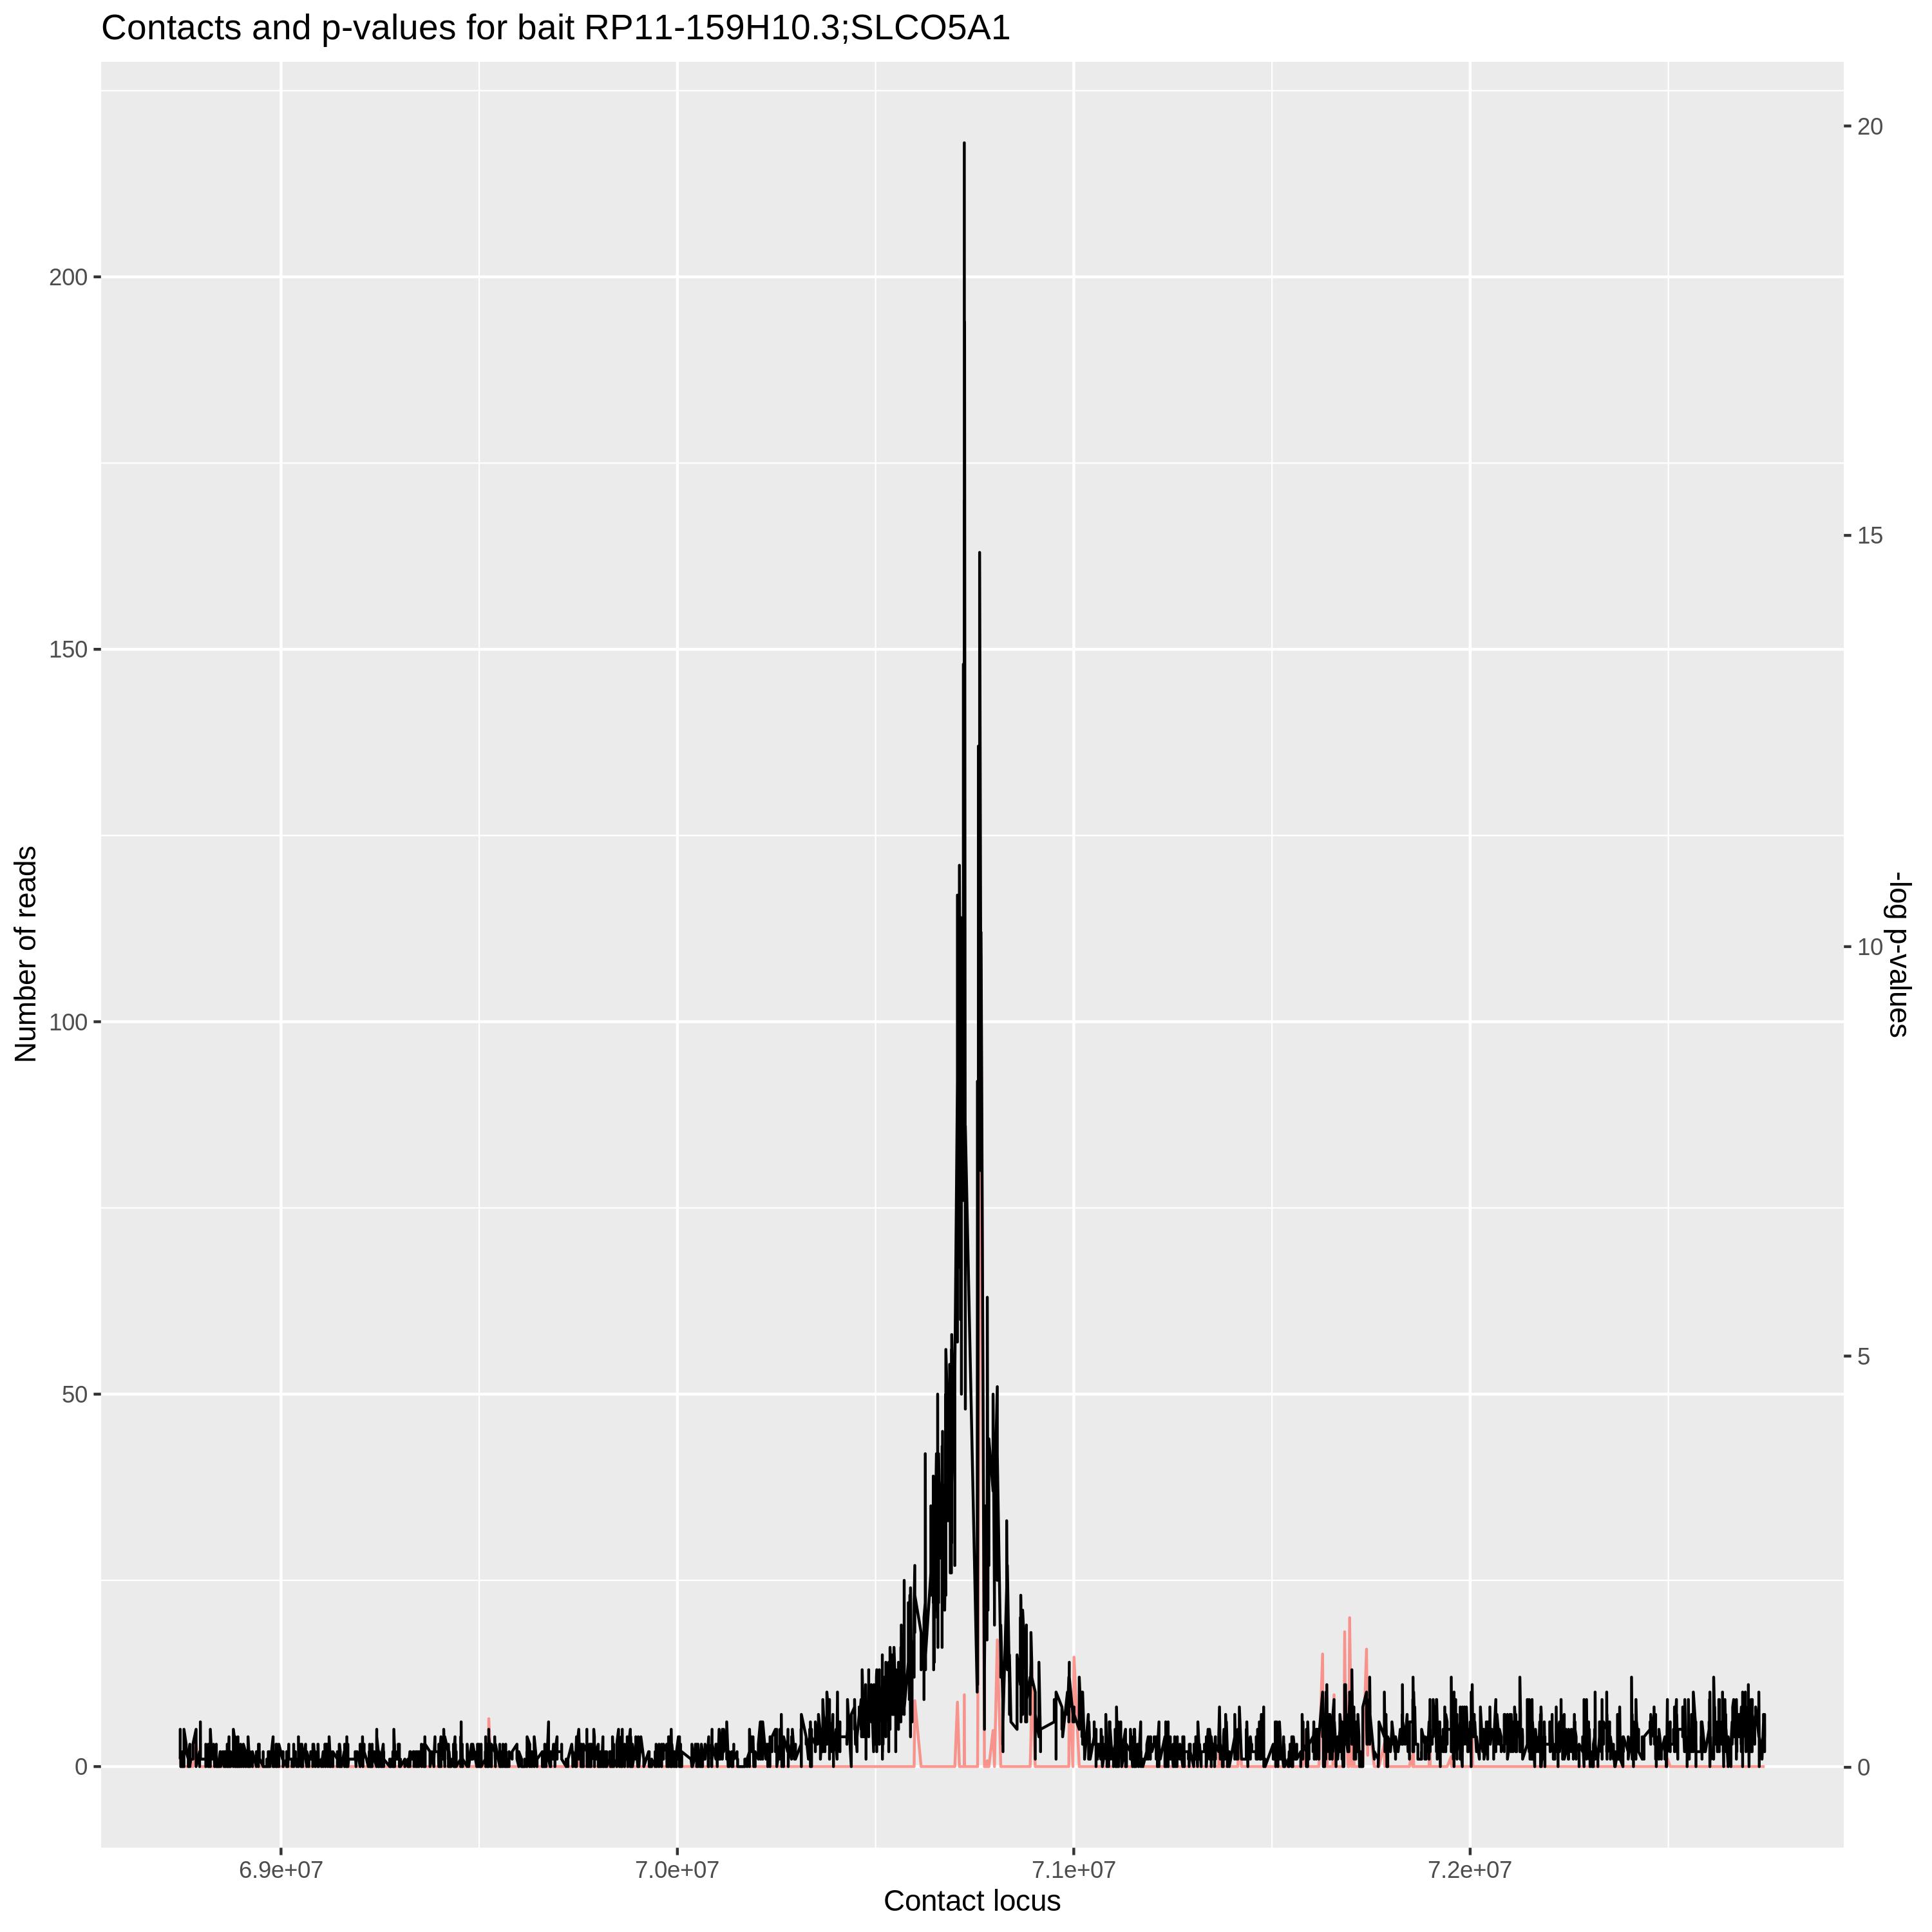 Contacts and p-values for bait RP11-159H10.3;SLCO5A1
200
150
100
50
0
Number of reads
20
15
10
5
0
-log p-values
6.9e+07
7.0e+07
7.1e+07
7.2e+07
Contact locus